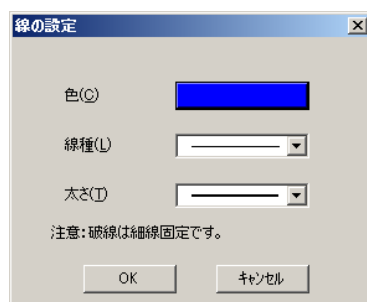 線の設定
色(C)
線種(L)
太さ(T)
注意:破線は細線固定です。
OK
ｷｬﾝｾﾙ